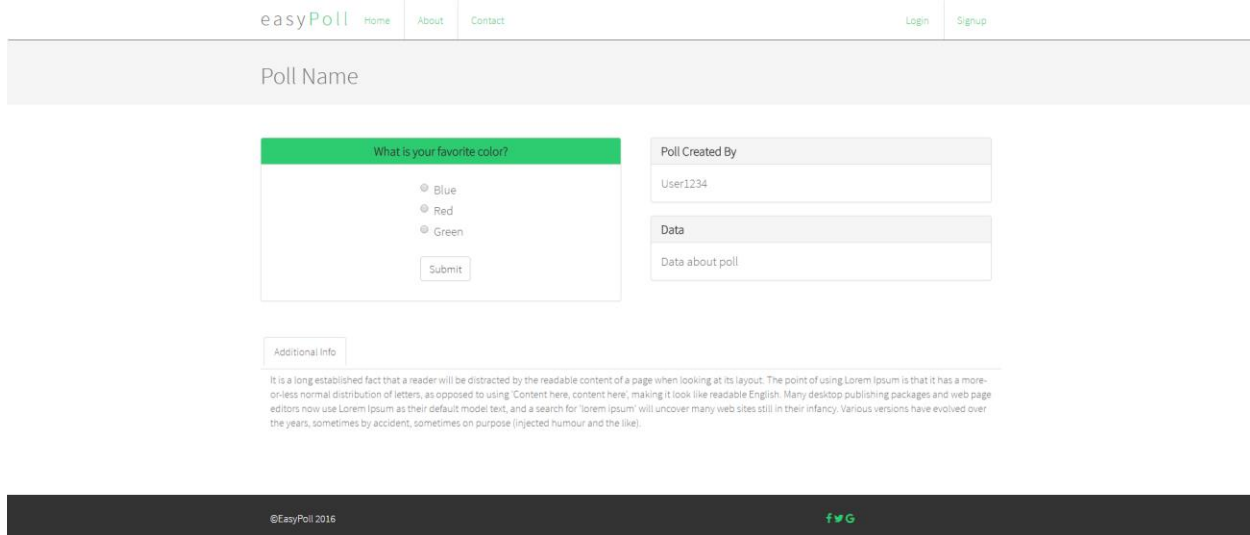 easyPoll Home About Contact Login Signup
Poll Name
What is your favorite color?
Blue
Red
Green
Submit
Poll Created By
User1234
Data
Data about poll
Additional Info
It is a long established fact that a reader will be distracted by the readable content of a page when looking at its layout. The point of using Lorem Ipsum is that it has a more-
or-less normal distribution of letters, as opposed to using 'Content here, content here', making it look like readable English. Many desktop publishing packages and web page
editors now use Lorem Ipsum as their default model text, and a search for 'lorem ipsum' will uncover many web sites still in their infancy. Various versions have evolved over
the years, sometimes by accident, sometimes on purpose (injected humour and the like).
©EasyPoll 2016